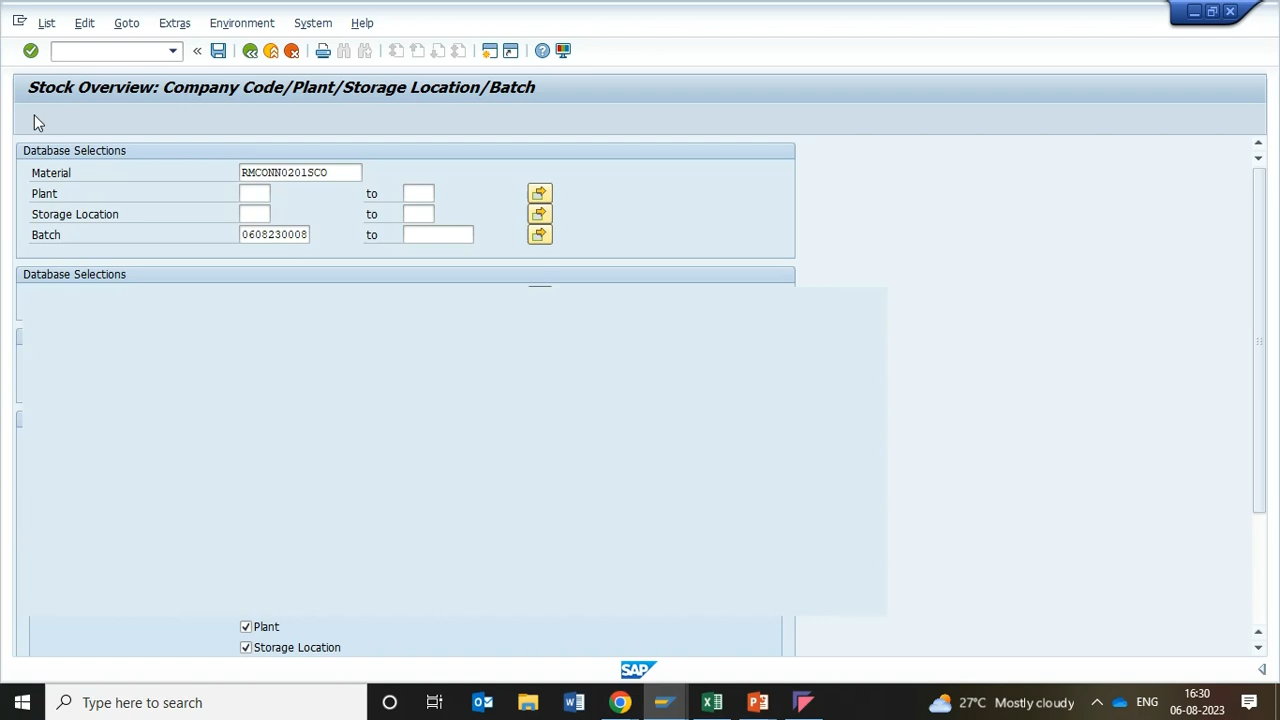 List Edit Goto Extras Environment System Help
Stock Overview: Company Code/Plant/Storage Location/Batch
Database Selections
Material RMCONN0201SCO
Plant to
Storage Location to
Batch 0608230008 to
Database Selections
Plant
Storage Location
SAP
Type here to search
27°C Mostly cloudy
ENG
16:30
06-08-2023